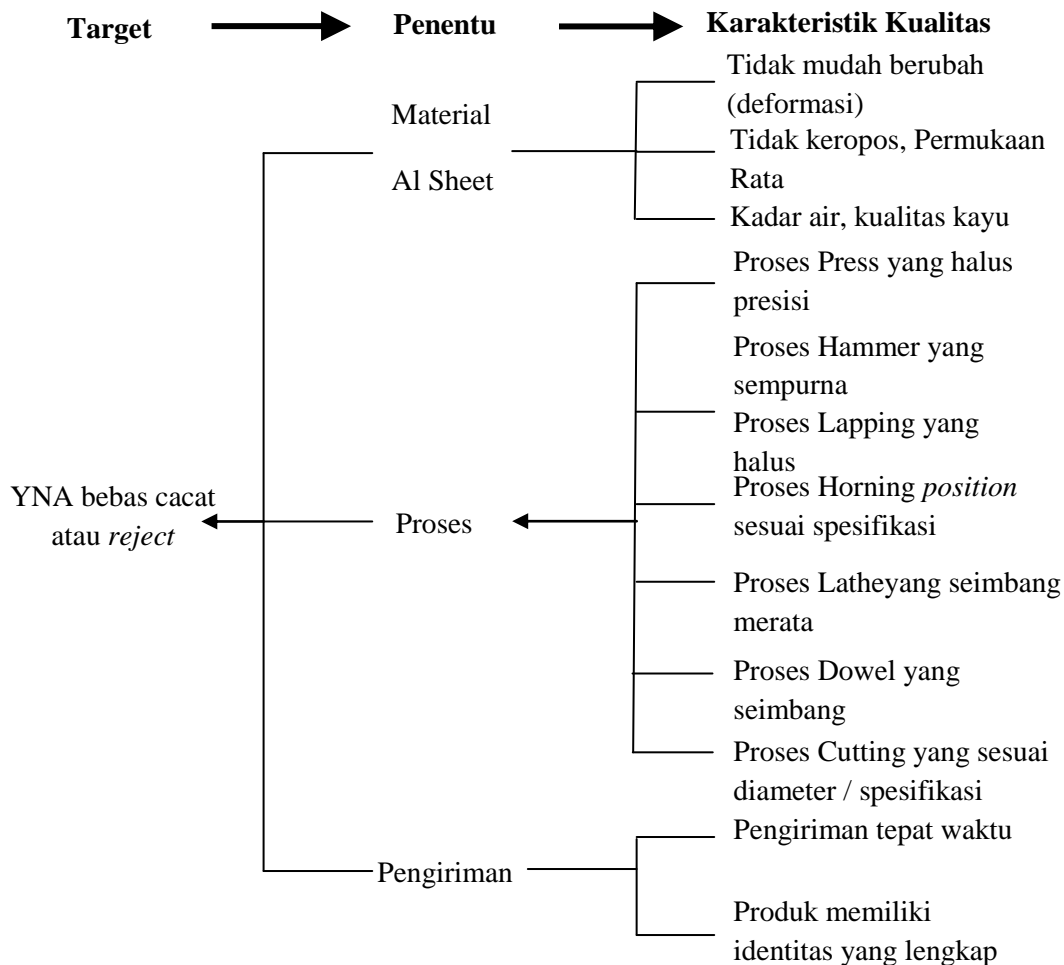 Target
Penentu
Karakteristik Kualitas
Tidak mudah berubah
(deformasi)
Material
Al Sheet
Tidak keropos, Permukaan
Rata
Kadar air, kualitas kayu
Proses Press yang halus
presisi
Proses Hammer yang
sempurna
Proses Lapping yang
halus
YNA bebas cacat
atau reject
Proses
Proses Horning position
sesuai spesifikasi
Proses Latheyang seimbang
merata
Proses Dowel yang
seimbang
Proses Cutting yang sesuai
diameter / spesifikasi
Pengiriman
Pengiriman tepat waktu
Produk memiliki
identitas yang lengkap